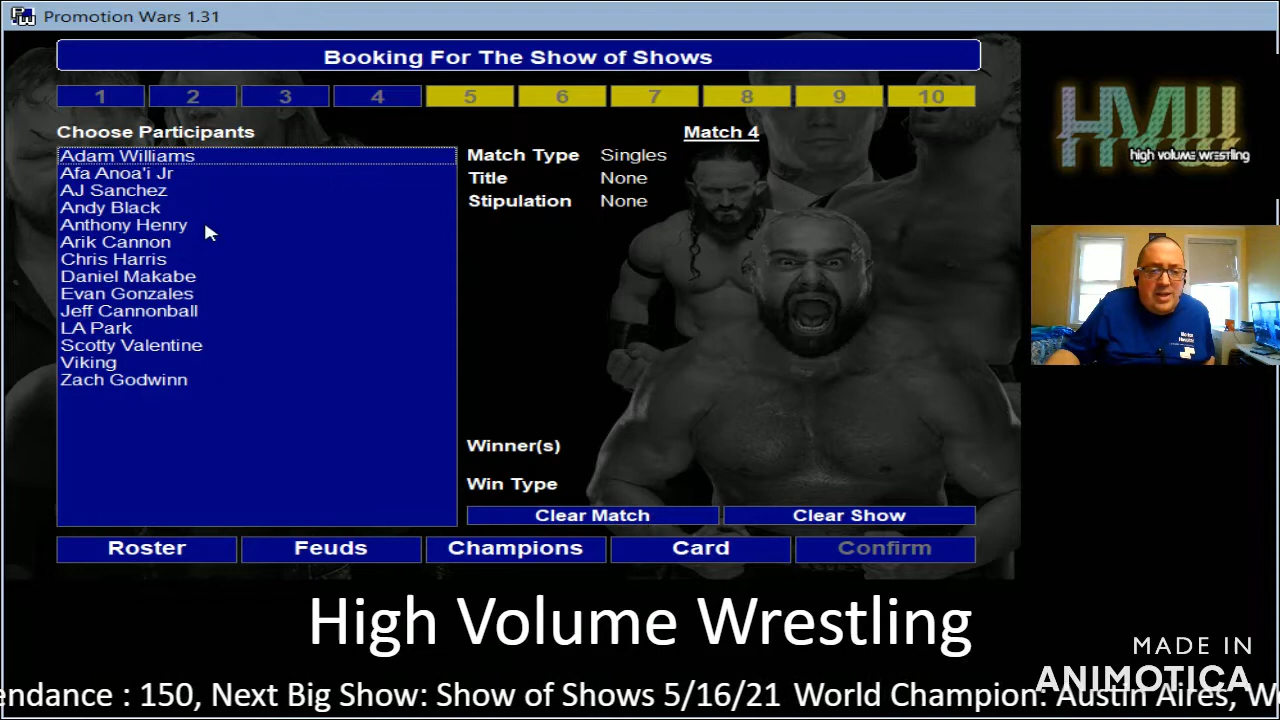 Promotion Wars 1.31
Booking For The Show of Shows
1 2 3 4 5 6 7 8 9 10
Choose Participants
Adam Williams
Afa Anoa'i Jr
AJ Sanchez
Andy Black
Anthony Henry
Arik Cannon
Chris Harris
Daniel Makabe
Evan Gonzales
Jeff Cannonball
LA Park
Scotty Valentine
Viking
Zach Godwinn
Match 4
Match Type Singles
Title None
Stipulation None
Winner(s)
Win Type
Clear Match Clear Show
Roster Feuds Champions Card Confirm
HVW
high volume wrestling
High Volume Wrestling
MADE IN
ANIMOTICA
endance : 150, Next Big Show: Show of Shows 5/16/21 World Champion: Austin Aires, W